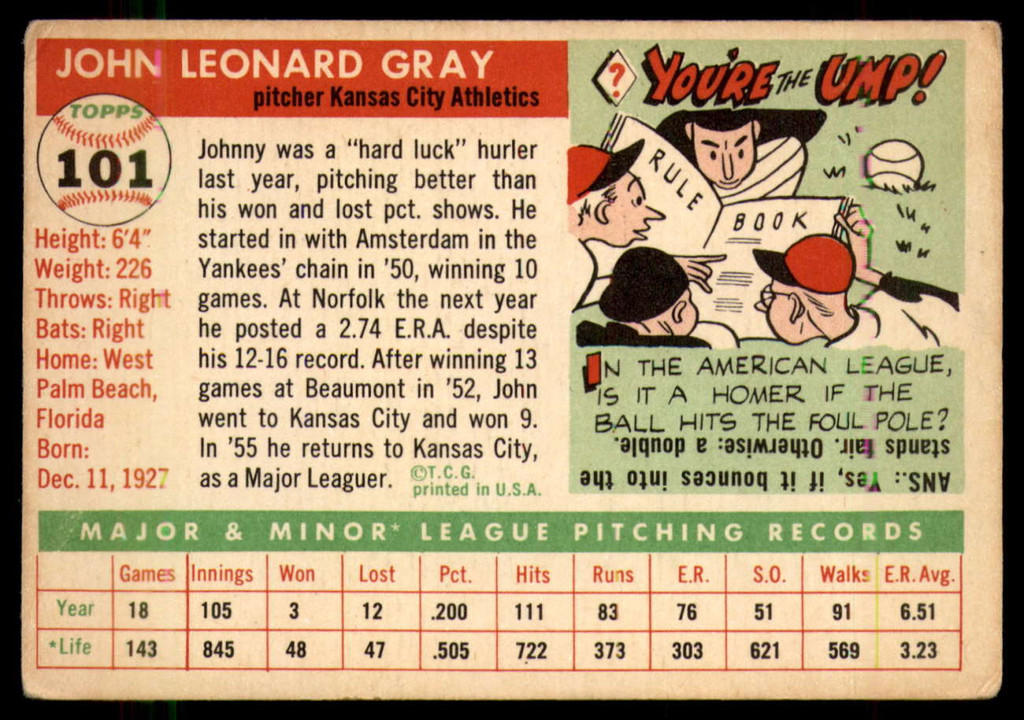 JOHN LEONARD GRAY
pitcher Kansas City Athletics
TOPPS
101
Height: 6'4"
Weight: 226
Throws: Right
Bats: Right
Home: West
Palm Beach,
Florida
Born:
Dec. 11, 1927
Johnny was a "hard luck" hurler
last year, pitching better than
his won and lost pct. shows. He
started in with Amsterdam in the
Yankees' chain in '50, winning 10
games. At Norfolk the next year
he posted a 2.74 E.R.A. despite
his 12-16 record. After winning 13
games at Beaumont in '52, John
went to Kansas City and won 9.
In '55 he returns to Kansas City,
as a Major Leaguer.
©T.C.G.
printed in U.S.A.
? YOU'RE THE UMP!
RULE
BOOK
IN THE AMERICAN LEAGUE,
IS IT A HOMER IF THE
BALL HITS THE FOUL POLE?
ANS.: Yes, if it bounces into the
stands fair. Otherwise: a double.
MAJOR & MINOR* LEAGUE PITCHING RECORDS
Games Innings Won Lost Pct. Hits Runs E.R. S.O. Walks E.R. Avg.
Year 18 105 3 12 .200 111 83 76 51 91 6.51
*Life 143 845 48 47 .505 722 373 303 621 569 3.23